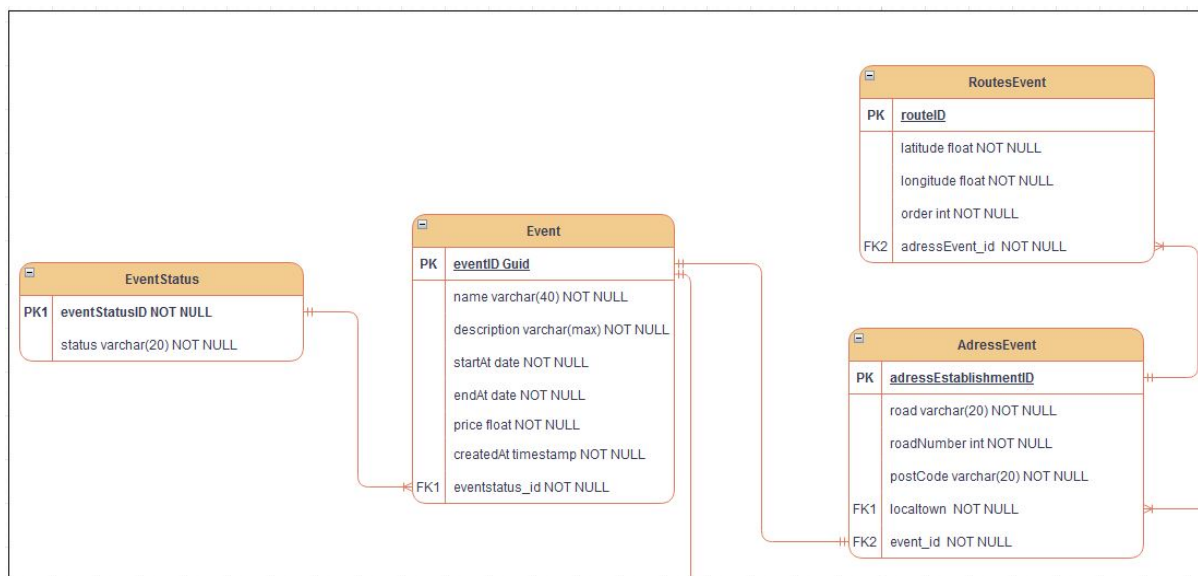 RoutesEvent
PK routeID
latitude float NOT NULL
longitude float NOT NULL
order int NOT NULL
FK2 adressEvent_id NOT NULL
Event
PK eventID Guid
name varchar(40) NOT NULL
description varchar(max) NOT NULL
startAt date NOT NULL
endAt date NOT NULL
price float NOT NULL
createdAt timestamp NOT NULL
FK1 eventstatus_id NOT NULL
EventStatus
PK1 eventStatusID NOT NULL
status varchar(20) NOT NULL
AdressEvent
PK adressEstablishmentID
road varchar(20) NOT NULL
roadNumber int NOT NULL
postCode varchar(20) NOT NULL
FK1 localtown NOT NULL
FK2 event_id NOT NULL